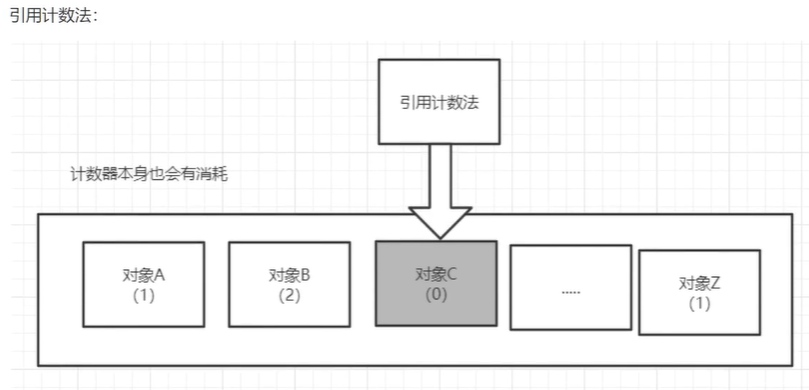 引用计数法：
引用计数法
计数器本身也会有消耗
对象A
（1）
对象B
（2）
对象C
（0）
.....
对象Z
（1）